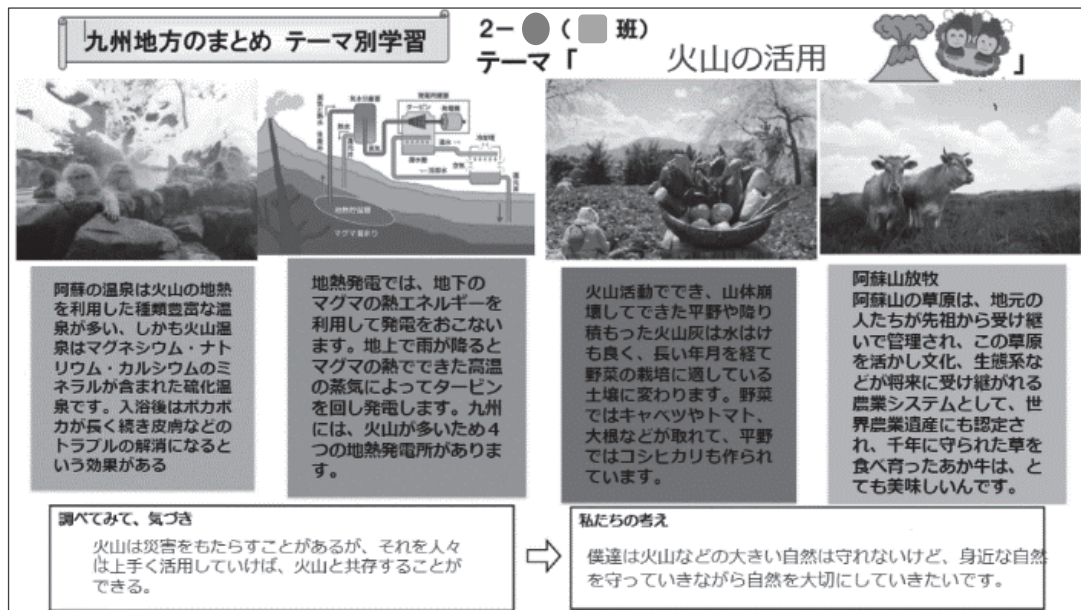 九州地方のまとめ テーマ別学習
2－ ( 班)
テーマ「 火山の活用 」
タービン
発電機
熱水
蒸気
温水
冷却水
地熱貯留層
マグマ溜まり
阿蘇の温泉は火山の地熱
を利用した種類豊富な温
泉が多い、しかも火山温
泉はマグネシウム・ナト
リウム・カルシウムのミ
ネラルが含まれた硫化温
泉です。入浴後はポカポ
カが長く続き皮膚などの
トラブルの解消になると
いう効果がある
地熱発電では、地下の
マグマの熱エネルギーを
利用して発電をおこない
ます。地上で雨が降ると
マグマの熱でできた高温
の蒸気によってタービン
を回し発電します。九州
には、火山が多いため４
つの地熱発電所がありま
す。
火山活動ででき、山体崩
壊してできた平野や降り
積もった火山灰は水はけ
も良く、長い年月を経て
野菜の栽培に適している
土壌に変わります。野菜
ではキャベツやトマト、
大根などが取れて、平野
ではコシヒカリも作られ
ています。
阿蘇山放牧
阿蘇山の草原は、地元の
人たちが先祖から受け継
いで管理され、この草原
を活かし文化、生態系な
どが将来に受け継がれる
農業システムとして、世
界農業遺産にも認定さ
れ、千年に守られた草を
食べ育ったあか牛は、と
ても美味しいんです。
調べてみて、気づき
火山は災害をもたらすことがあるが、それを人々
は上手く活用していけば、火山と共存することが
できる。
私たちの考え
僕達は火山などの大きい自然は守れないけど、身近な自然
を守っていきながら自然を大切にしていきたいです。